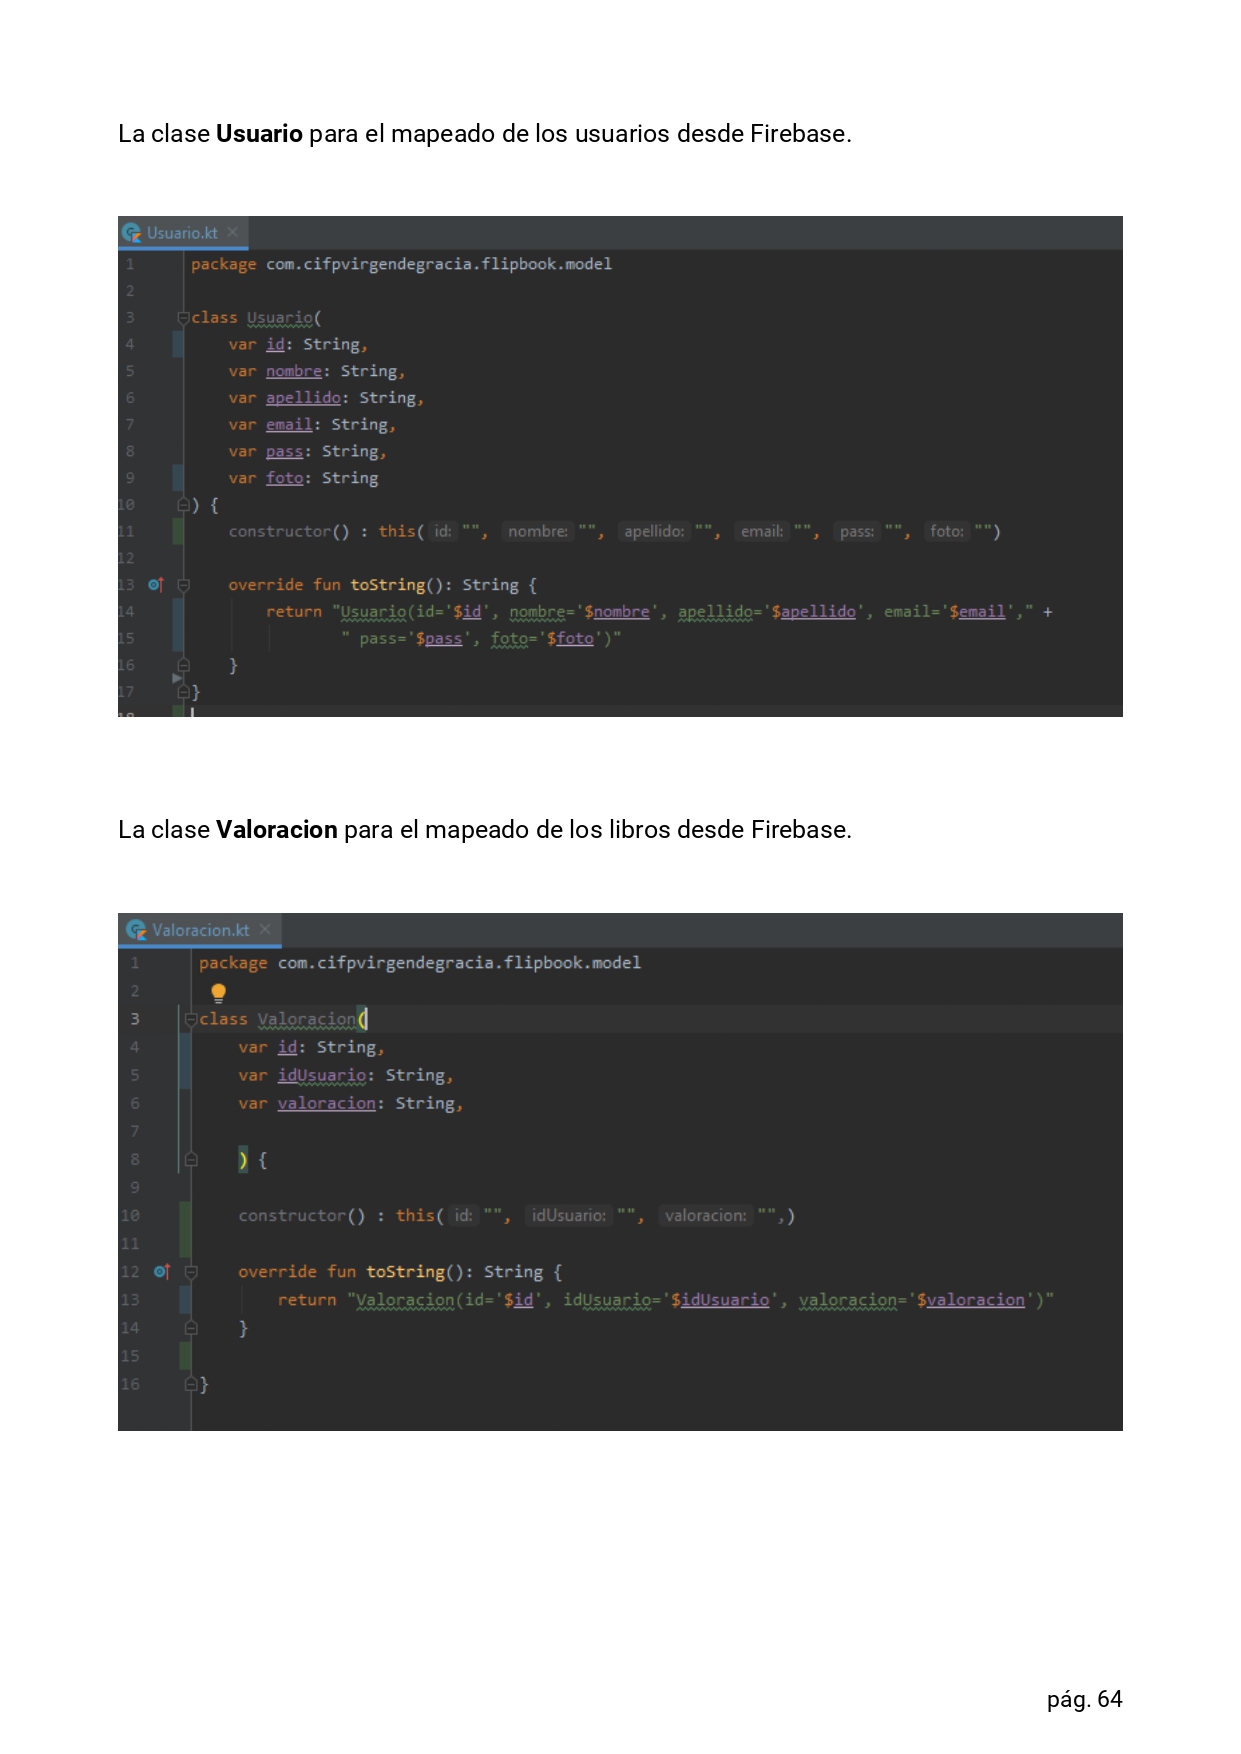 La clase Usuario para el mapeado de los usuarios desde Firebase.
Usuario.kt
1 package com.cifpvirgendegracia.flipbook.model
2
3 class Usuario(
4 var id: String,
5 var nombre: String,
6 var apellido: String,
7 var email: String,
8 var pass: String,
9 var foto: String
10 ) {
11 constructor() : this( id: "", nombre: "", apellido: "", email: "", pass: "", foto: "")
12
13 override fun toString(): String {
14 return "Usuario(id='$id', nombre='$nombre', apellido='$apellido', email='$email'," +
15 " pass='$pass', foto='$foto')"
16 }
17 }
18
La clase Valoracion para el mapeado de los libros desde Firebase.
Valoracion.kt
1 package com.cifpvirgendegracia.flipbook.model
2
3 class Valoracion(
4 var id: String,
5 var idUsuario: String,
6 var valoracion: String,
7
8 ) {
9
10 constructor() : this( id: "", idUsuario: "", valoracion: "",)
11
12 override fun toString(): String {
13 return "Valoracion(id='$id', idUsuario='$idUsuario', valoracion='$valoracion')"
14 }
15
16 }
pág. 64